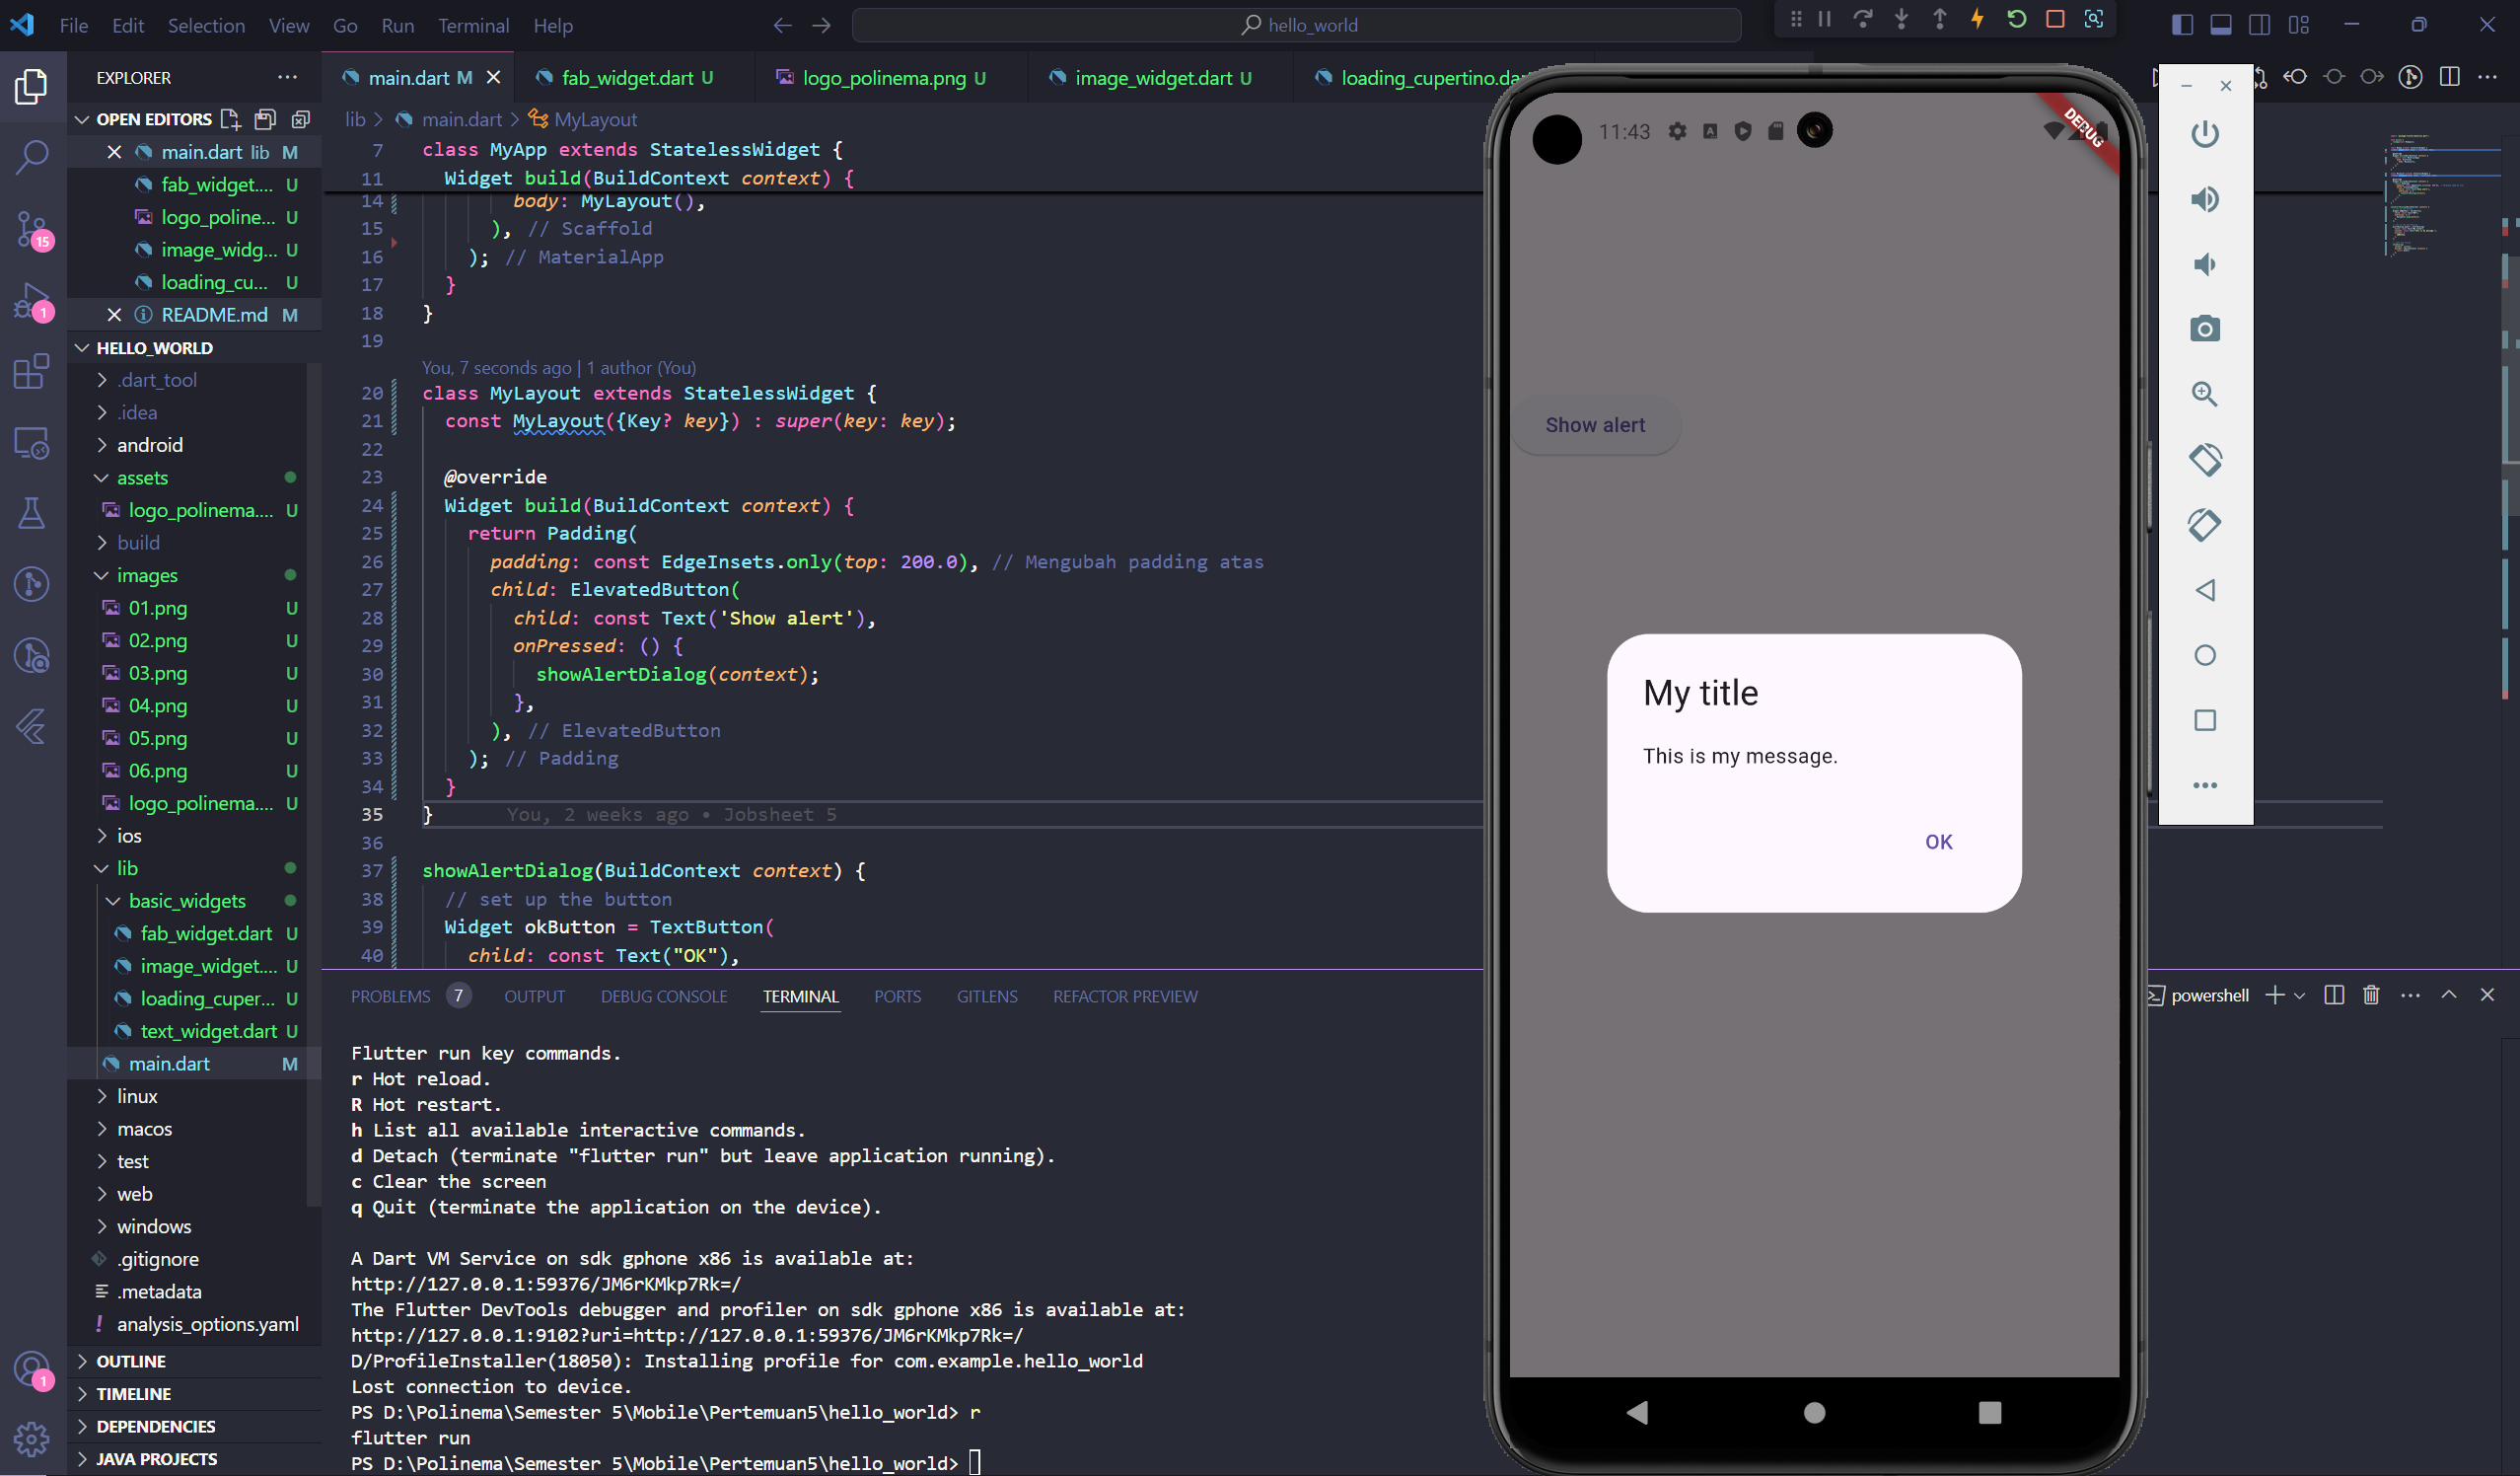 File Edit Selection View Go Run Terminal Help
hello_world
EXPLORER
OPEN EDITORS
main.dart lib M
fab_widget.... U
logo_poline... U
image_widg... U
loading_cu... U
README.md M
HELLO_WORLD
.dart_tool
.idea
android
assets
logo_polinema.... U
build
images
01.png U
02.png U
03.png U
04.png U
05.png U
06.png U
logo_polinema.... U
ios
lib
basic_widgets
fab_widget.dart U
image_widget.... U
loading_cuper... U
text_widget.dart U
main.dart M
linux
macos
test
web
windows
.gitignore
.metadata
analysis_options.yaml
OUTLINE
TIMELINE
DEPENDENCIES
JAVA PROJECTS
15
1
1
main.dart M fab_widget.dart U logo_polinema.png U image_widget.dart U loading_cupertino.dar
lib > main.dart > MyLayout
7 class MyApp extends StatelessWidget {
11 Widget build(BuildContext context) {
14 body: MyLayout(),
15 ), // Scaffold
16 ); // MaterialApp
17 }
18 }
19
You, 7 seconds ago | 1 author (You)
20 class MyLayout extends StatelessWidget {
21 const MyLayout({Key? key}) : super(key: key);
22
23 @override
24 Widget build(BuildContext context) {
25 return Padding(
26 padding: const EdgeInsets.only(top: 200.0), // Mengubah padding atas
27 child: ElevatedButton(
28 child: const Text('Show alert'),
29 onPressed: () {
30 showAlertDialog(context);
31 },
32 ), // ElevatedButton
33 ); // Padding
34 }
35 } You, 2 weeks ago • Jobsheet 5
36
37 showAlertDialog(BuildContext context) {
38 // set up the button
39 Widget okButton = TextButton(
40 child: const Text("OK"),
PROBLEMS 7 OUTPUT DEBUG CONSOLE TERMINAL PORTS GITLENS REFACTOR PREVIEW
powershell
Flutter run key commands.
r Hot reload.
R Hot restart.
h List all available interactive commands.
d Detach (terminate "flutter run" but leave application running).
c Clear the screen
q Quit (terminate the application on the device).
A Dart VM Service on sdk gphone x86 is available at:
http://127.0.0.1:59376/JM6rKMkp7Rk=/
The Flutter DevTools debugger and profiler on sdk gphone x86 is available at:
http://127.0.0.1:9102?uri=http://127.0.0.1:59376/JM6rKMkp7Rk=/
D/ProfileInstaller(18050): Installing profile for com.example.hello_world
Lost connection to device.
PS D:\Polinema\Semester 5\Mobile\Pertemuan5\hello_world> r
flutter run
PS D:\Polinema\Semester 5\Mobile\Pertemuan5\hello_world>
11:43
DEBUG
Show alert
My title
This is my message.
OK